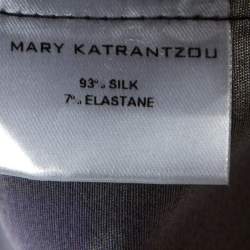 MARY KATRANTZOU
93% SILK
7% ELASTANE